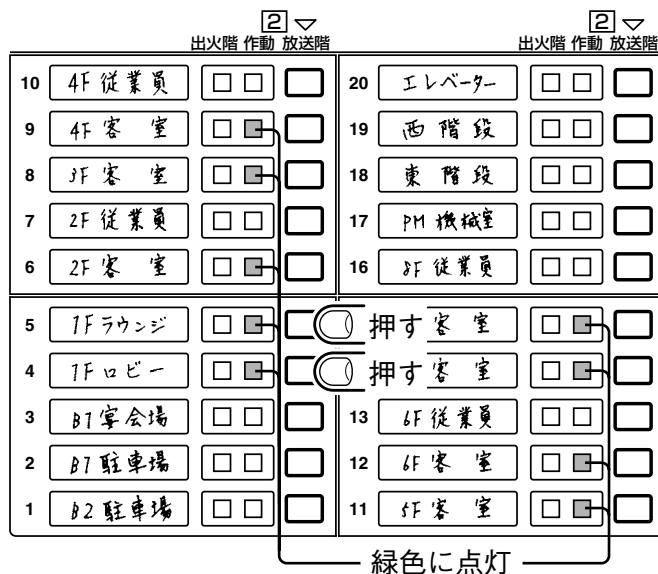 2 ▽ 2 ▽
出火階 作動 放送階 出火階 作動 放送階
10 4F 従業員 20 エレベーター
9 4F 客室 19 西階段
8 3F 客室 18 東階段
7 2F 従業員 17 PM 機械室
6 2F 客室 16 8F 従業員
5 1F ラウンジ 押す 客室
4 1F ロビー 押す 客室
3 B1 宴会場 13 6F 従業員
2 B1 駐車場 12 6F 客室
1 B2 駐車場 11 5F 客室
緑色に点灯